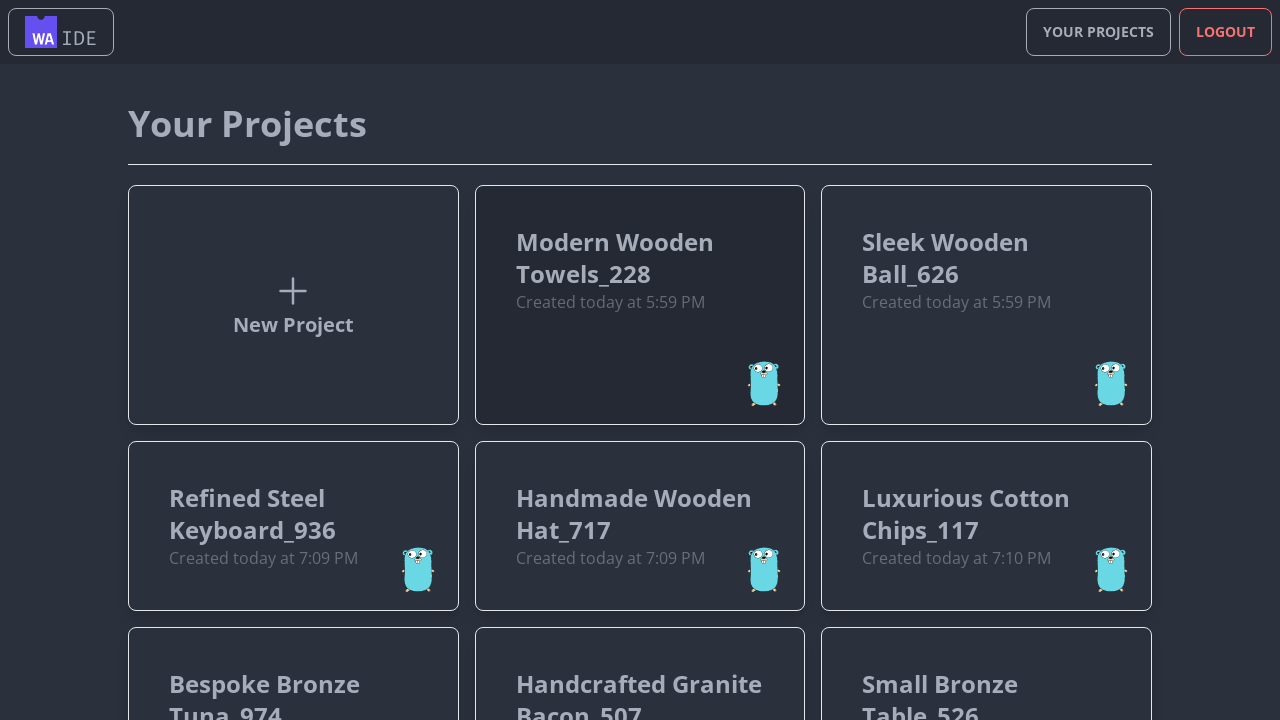 WA IDE
YOUR PROJECTS
LOGOUT
Your Projects
New Project
Modern Wooden
Towels_228
Created today at 5:59 PM
Sleek Wooden
Ball_626
Created today at 5:59 PM
Refined Steel
Keyboard_936
Created today at 7:09 PM
Handmade Wooden
Hat_717
Created today at 7:09 PM
Luxurious Cotton
Chips_117
Created today at 7:10 PM
Bespoke Bronze
Tuna_974
Handcrafted Granite
Bacon_507
Small Bronze
Table_526